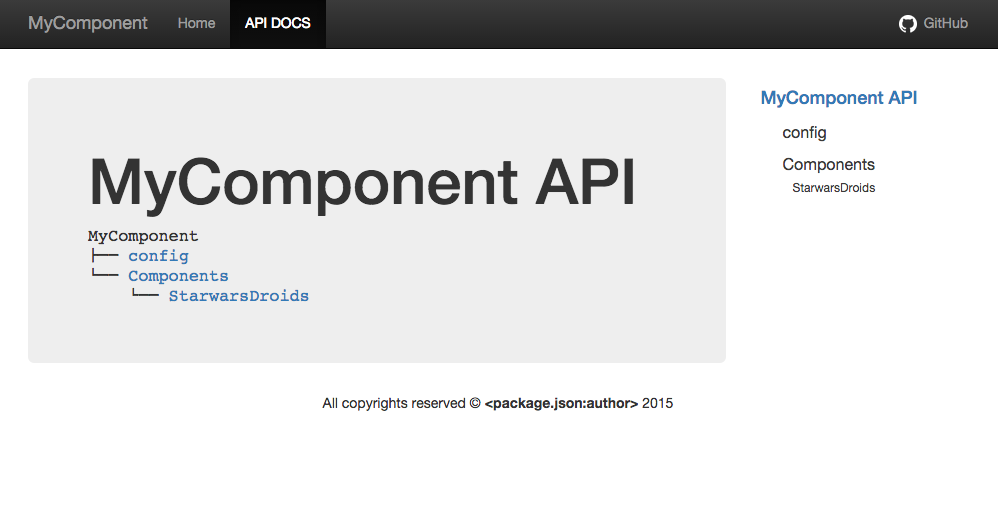 MyComponent Home API DOCS GitHub
MyComponent API
MyComponent
├── config
└── Components
    └── StarwarsDroids
MyComponent API
config
Components
StarwarsDroids
All copyrights reserved © <package.json:author> 2015